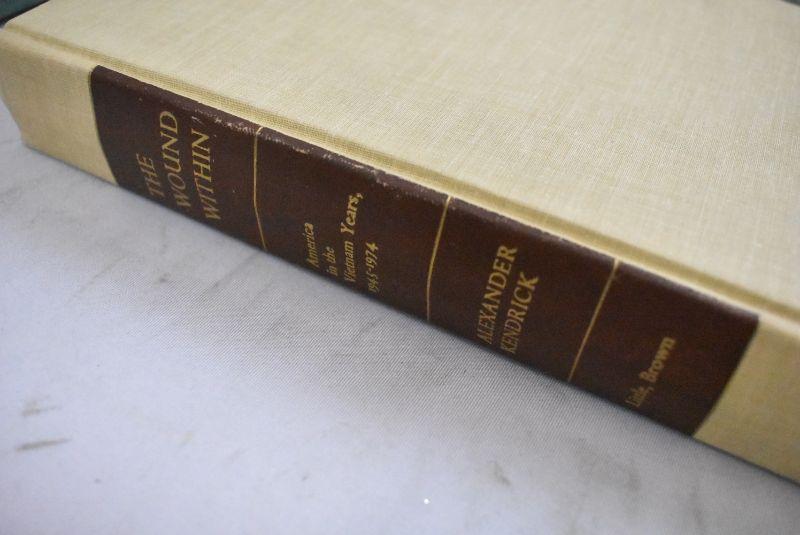 THE
WOUND
WITHIN
America
in the
Vietnam Years,
1945-1974
ALEXANDER
KENDRICK
Little, Brown